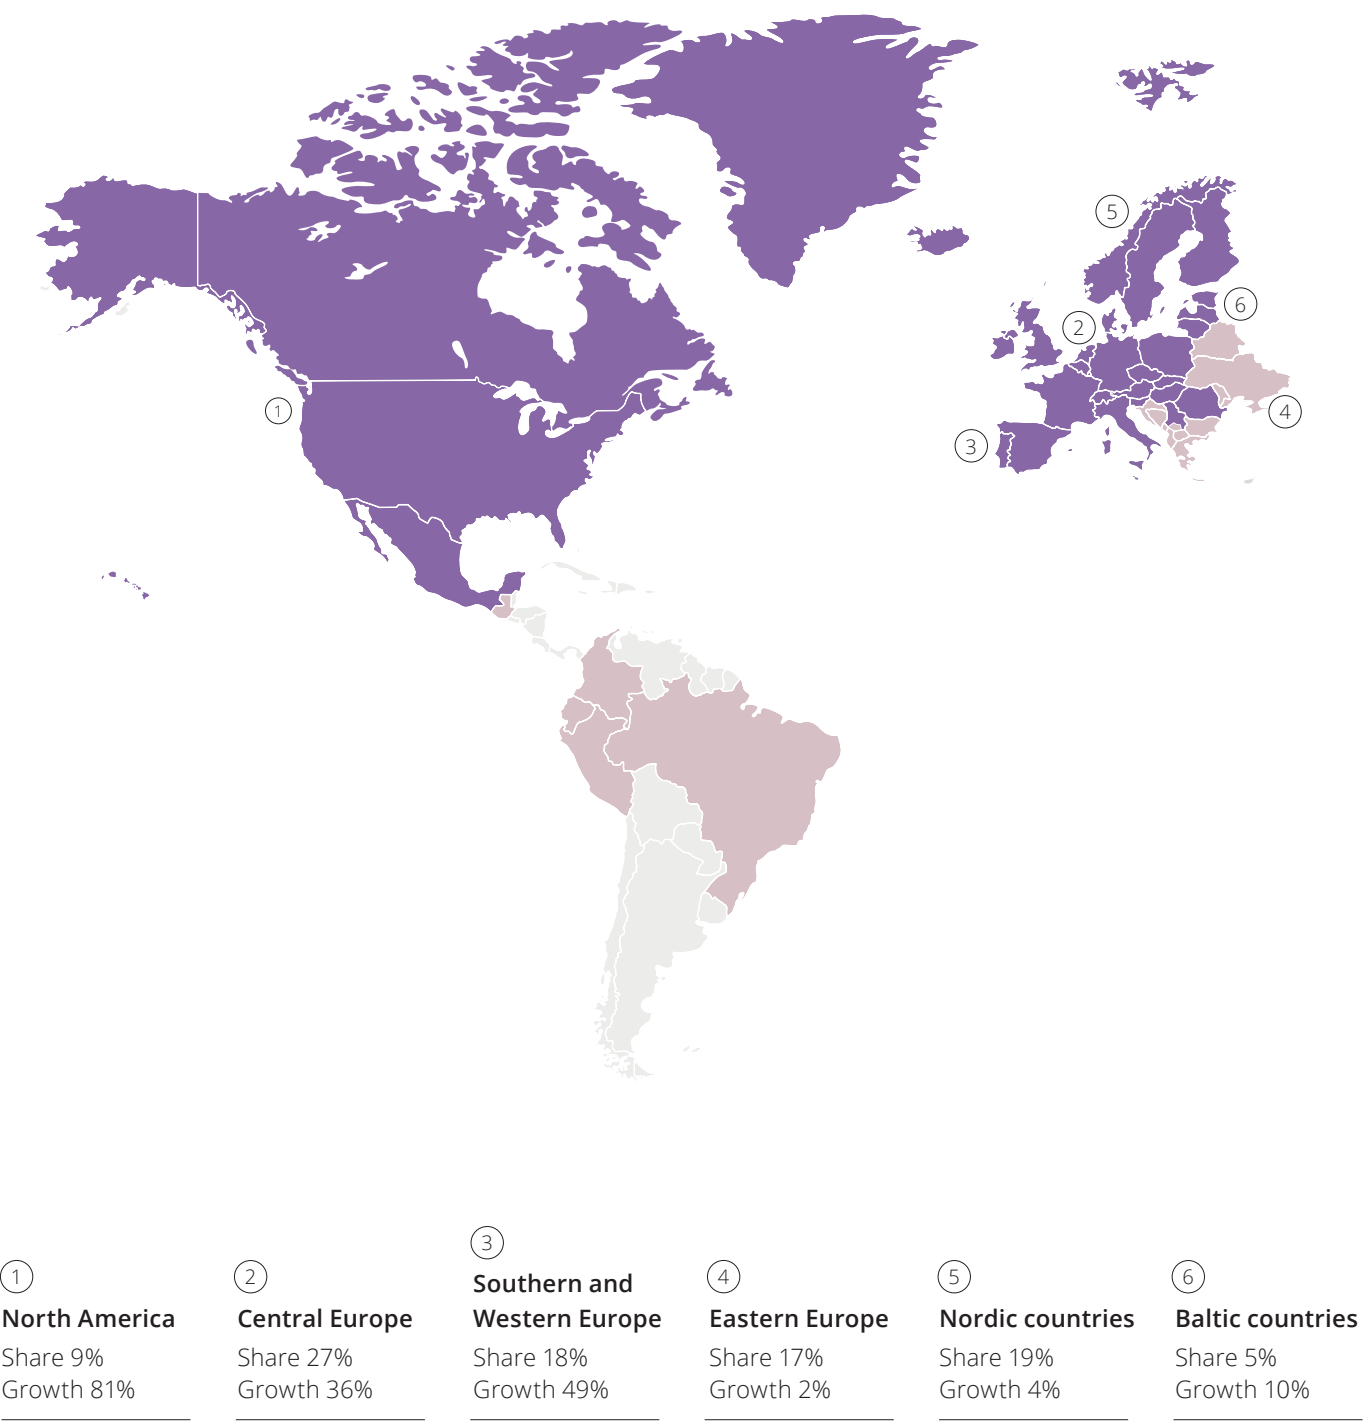 5
6
2
1
4
3
1
North America
Share 9%
Growth 81%
2
Central Europe
Share 27%
Growth 36%
3
Southern and
Western Europe
Share 18%
Growth 49%
4
Eastern Europe
Share 17%
Growth 2%
5
Nordic countries
Share 19%
Growth 4%
6
Baltic countries
Share 5%
Growth 10%